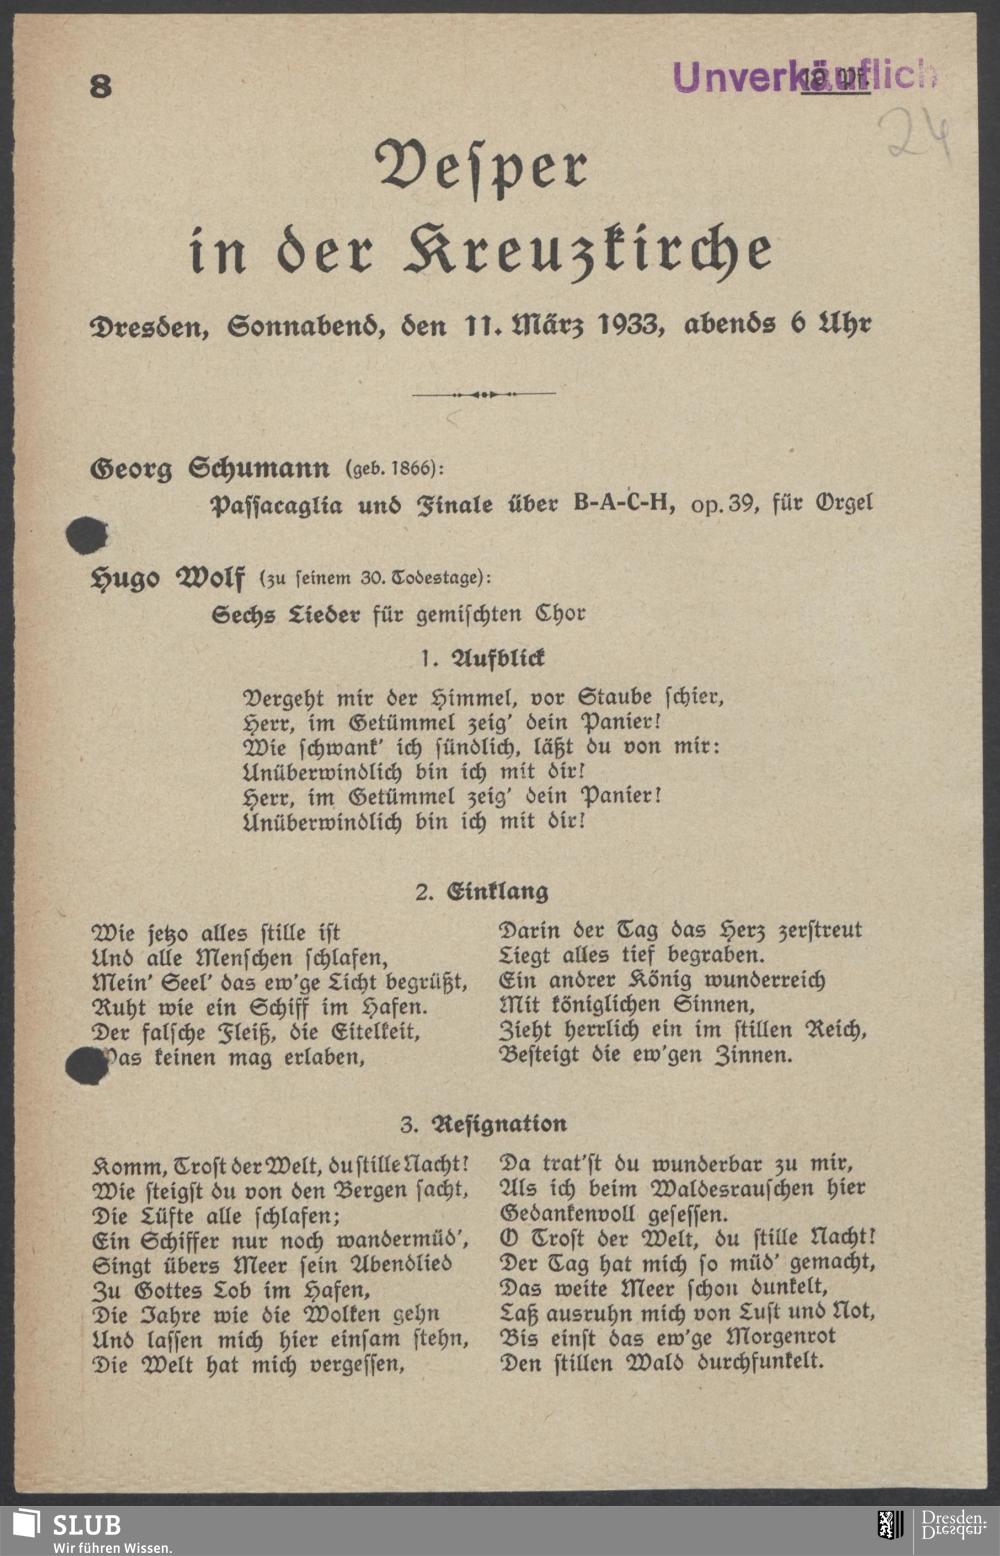 8
Unverkäuflich
10 Pf.
24
Vesper
in der Kreuzkirche
Dresden, Sonnabend, den 11. März 1933, abends 6 Uhr
Georg Schumann (geb. 1866):
Passacaglia und Finale über B-A-C-H, op. 39, für Orgel
Hugo Wolf (zu seinem 30. Todestage):
Sechs Lieder für gemischten Chor
1. Aufblick
Vergeht mir der Himmel, vor Staube schier,
Herr, im Getümmel zeig' dein Panier!
Wie schwank' ich sündlich, läßt du von mir:
Unüberwindlich bin ich mit dir!
Herr, im Getümmel zeig' dein Panier!
Unüberwindlich bin ich mit dir!
2. Einklang
Wie jetzo alles stille ist
Und alle Menschen schlafen,
Mein' Seel' das ew'ge Licht begrüßt,
Ruht wie ein Schiff im Hafen.
Der falsche Fleiß, die Eitelkeit,
Was keinen mag erlaben,
Darin der Tag das Herz zerstreut
Liegt alles tief begraben.
Ein andrer König wunderreich
Mit königlichen Sinnen,
Zieht herrlich ein im stillen Reich,
Besteigt die ew'gen Zinnen.
3. Resignation
Komm, Trost der Welt, du stille Nacht!
Wie steigst du von den Bergen sacht,
Die Lüfte alle schlafen;
Ein Schiffer nur noch wandermüd',
Singt übers Meer sein Abendlied
Zu Gottes Lob im Hafen,
Die Jahre wie die Wolken gehn
Und lassen mich hier einsam stehn,
Die Welt hat mich vergessen,
Da trat'st du wunderbar zu mir,
Als ich beim Waldesrauschen hier
Gedankenvoll gesessen.
O Trost der Welt, du stille Nacht!
Der Tag hat mich so müd' gemacht,
Das weite Meer schon dunkelt,
Laß ausruhn mich von Lust und Not,
Bis einst das ew'ge Morgenrot
Den stillen Wald durchfunkelt.
SLUB
Wir führen Wissen.
Dresden.
Dresden.